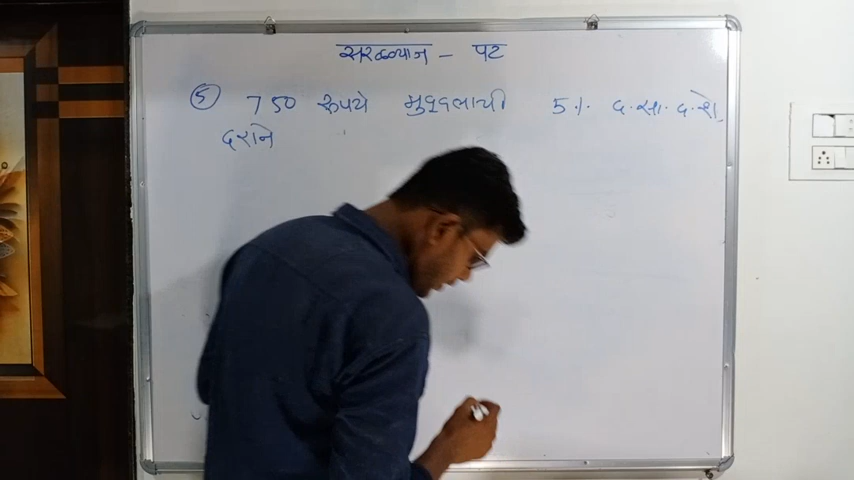 सरळव्याज - पट
⑤ 750 रूपये मुद्दलाची 5% द.सा.द.शे.
दराने